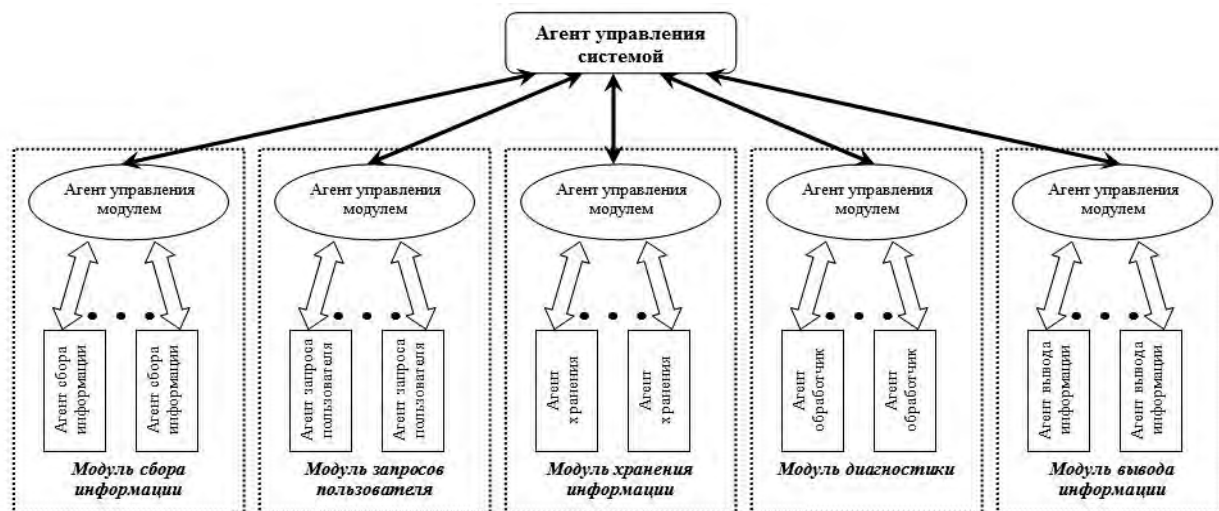 Агент управления
системой
Агент управления
модулем
Агент управления
модулем
Агент управления
модулем
Агент управления
модулем
Агент управления
модулем
Агент сбора
информации
Агент сбора
информации
Агент запроса
пользователя
Агент запроса
пользователя
Агент
хранения
Агент
хранения
Агент
обработчик
Агент
обработчик
Агент вывода
информации
Агент вывода
информации
Модуль сбора
информации
Модуль запросов
пользователя
Модуль хранения
информации
Модуль диагностики
Модуль вывода
информации